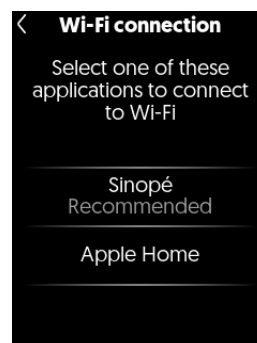 Wi-Fi connection
Select one of these
applications to connect
to Wi-Fi
Sinopé
Recommended
Apple Home